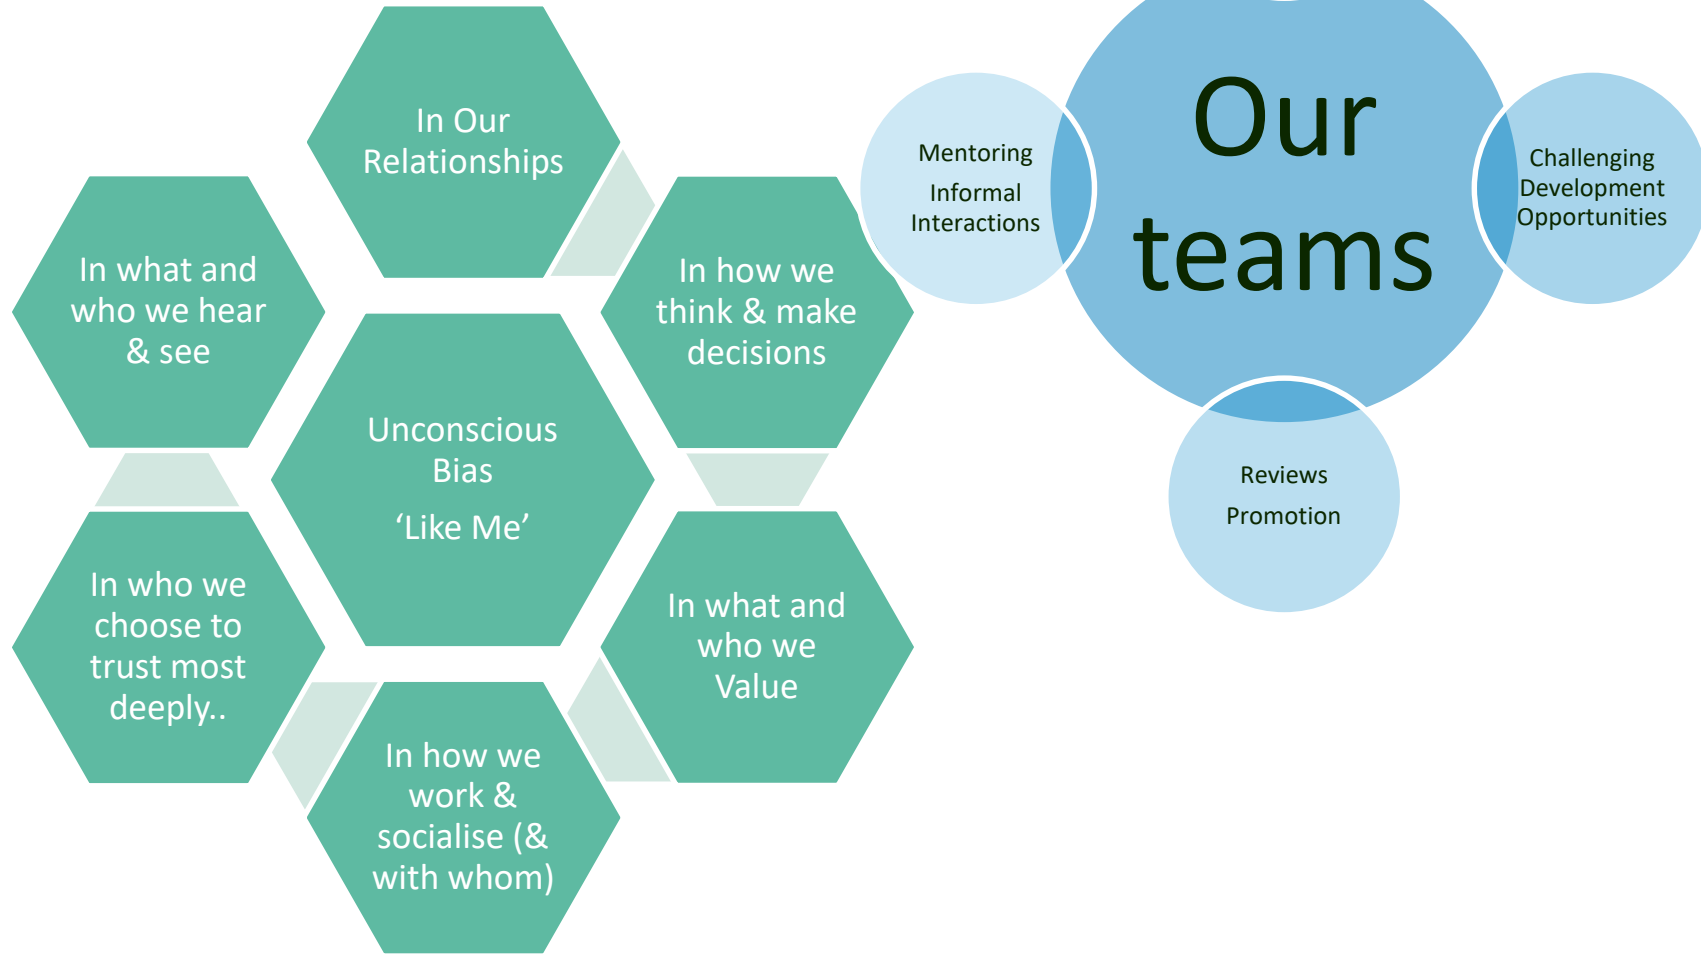 In Our
Relationships
In how we
think & make
decisions
In what and
who we
Value
In how we
work &
socialise (&
with whom)
In who we
choose to
trust most
deeply..
In what and
who we hear
& see
Unconscious
Bias
‘Like Me’
Our
teams
Mentoring
Informal
Interactions
Challenging
Development
Opportunities
Reviews
Promotion